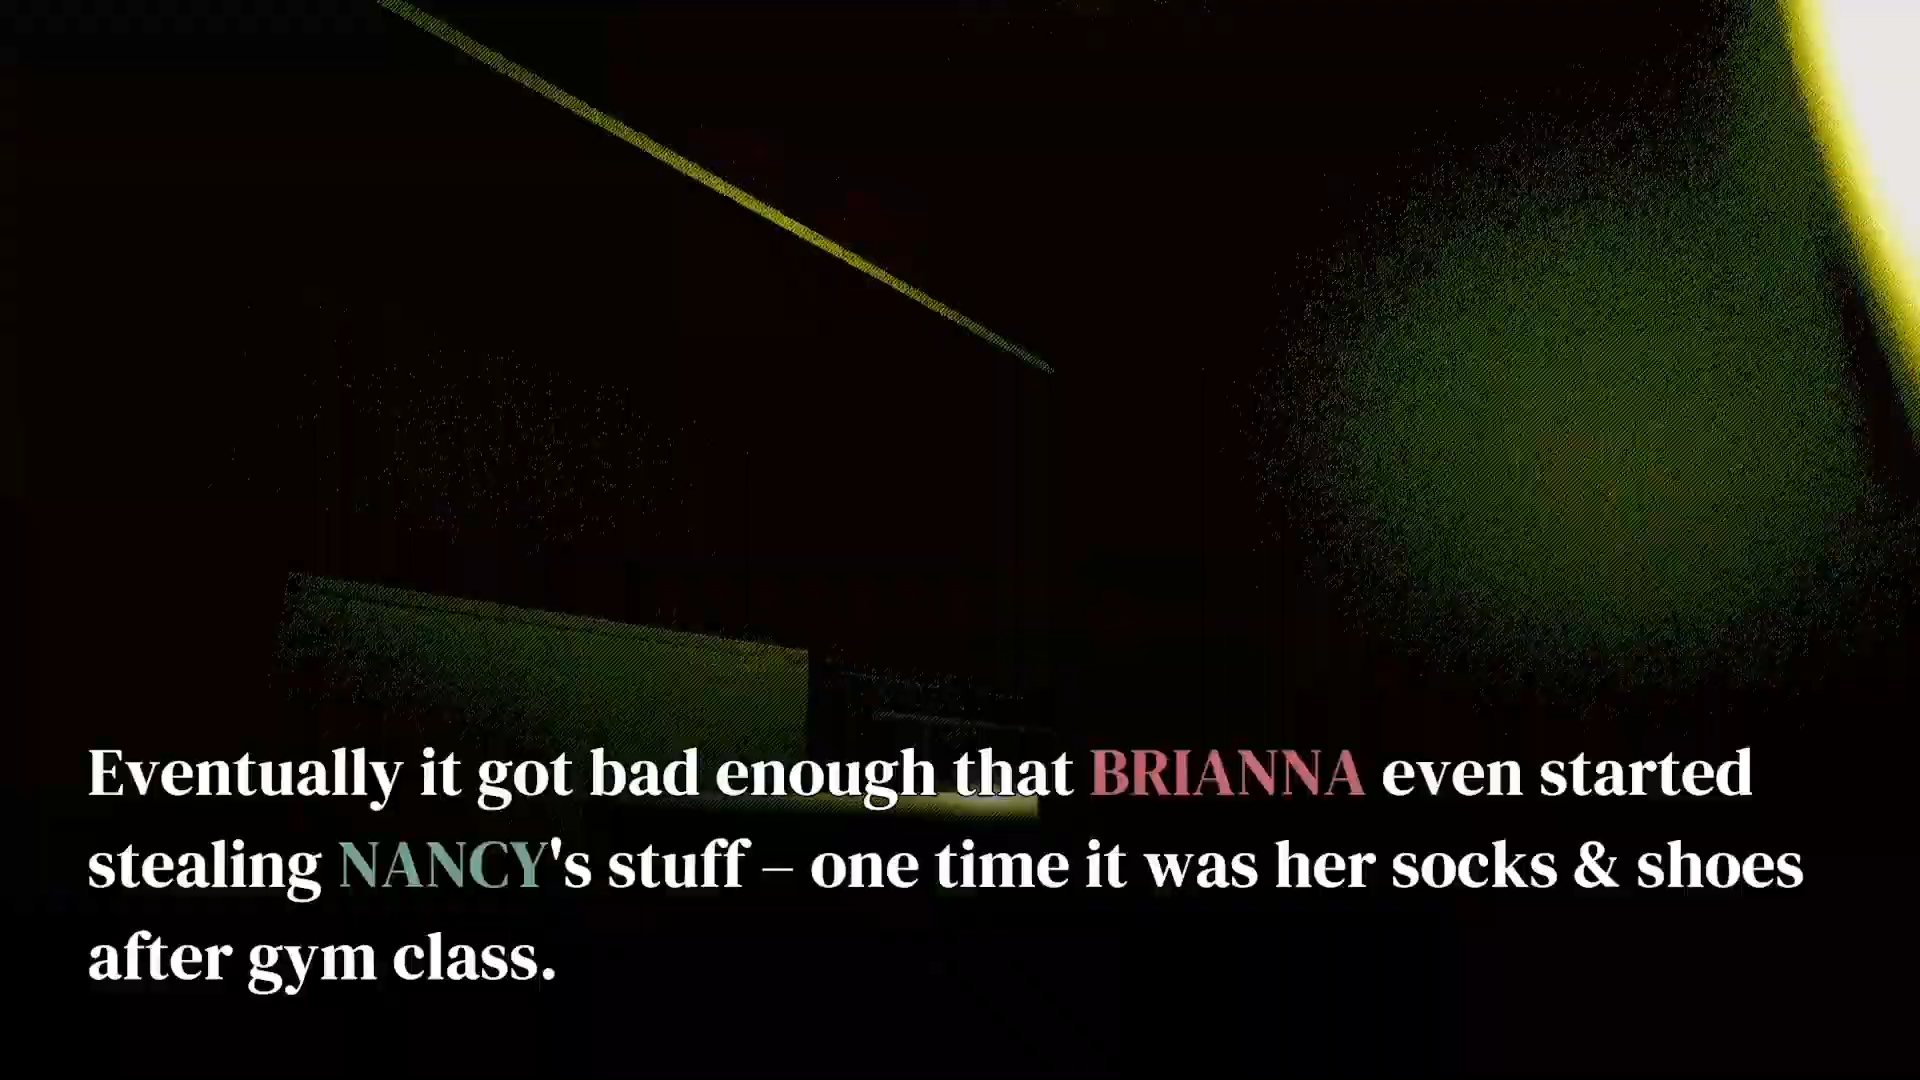 Eventually it got bad enough that BRIANNA even started
stealing NANCY's stuff – one time it was her socks & shoes
after gym class.